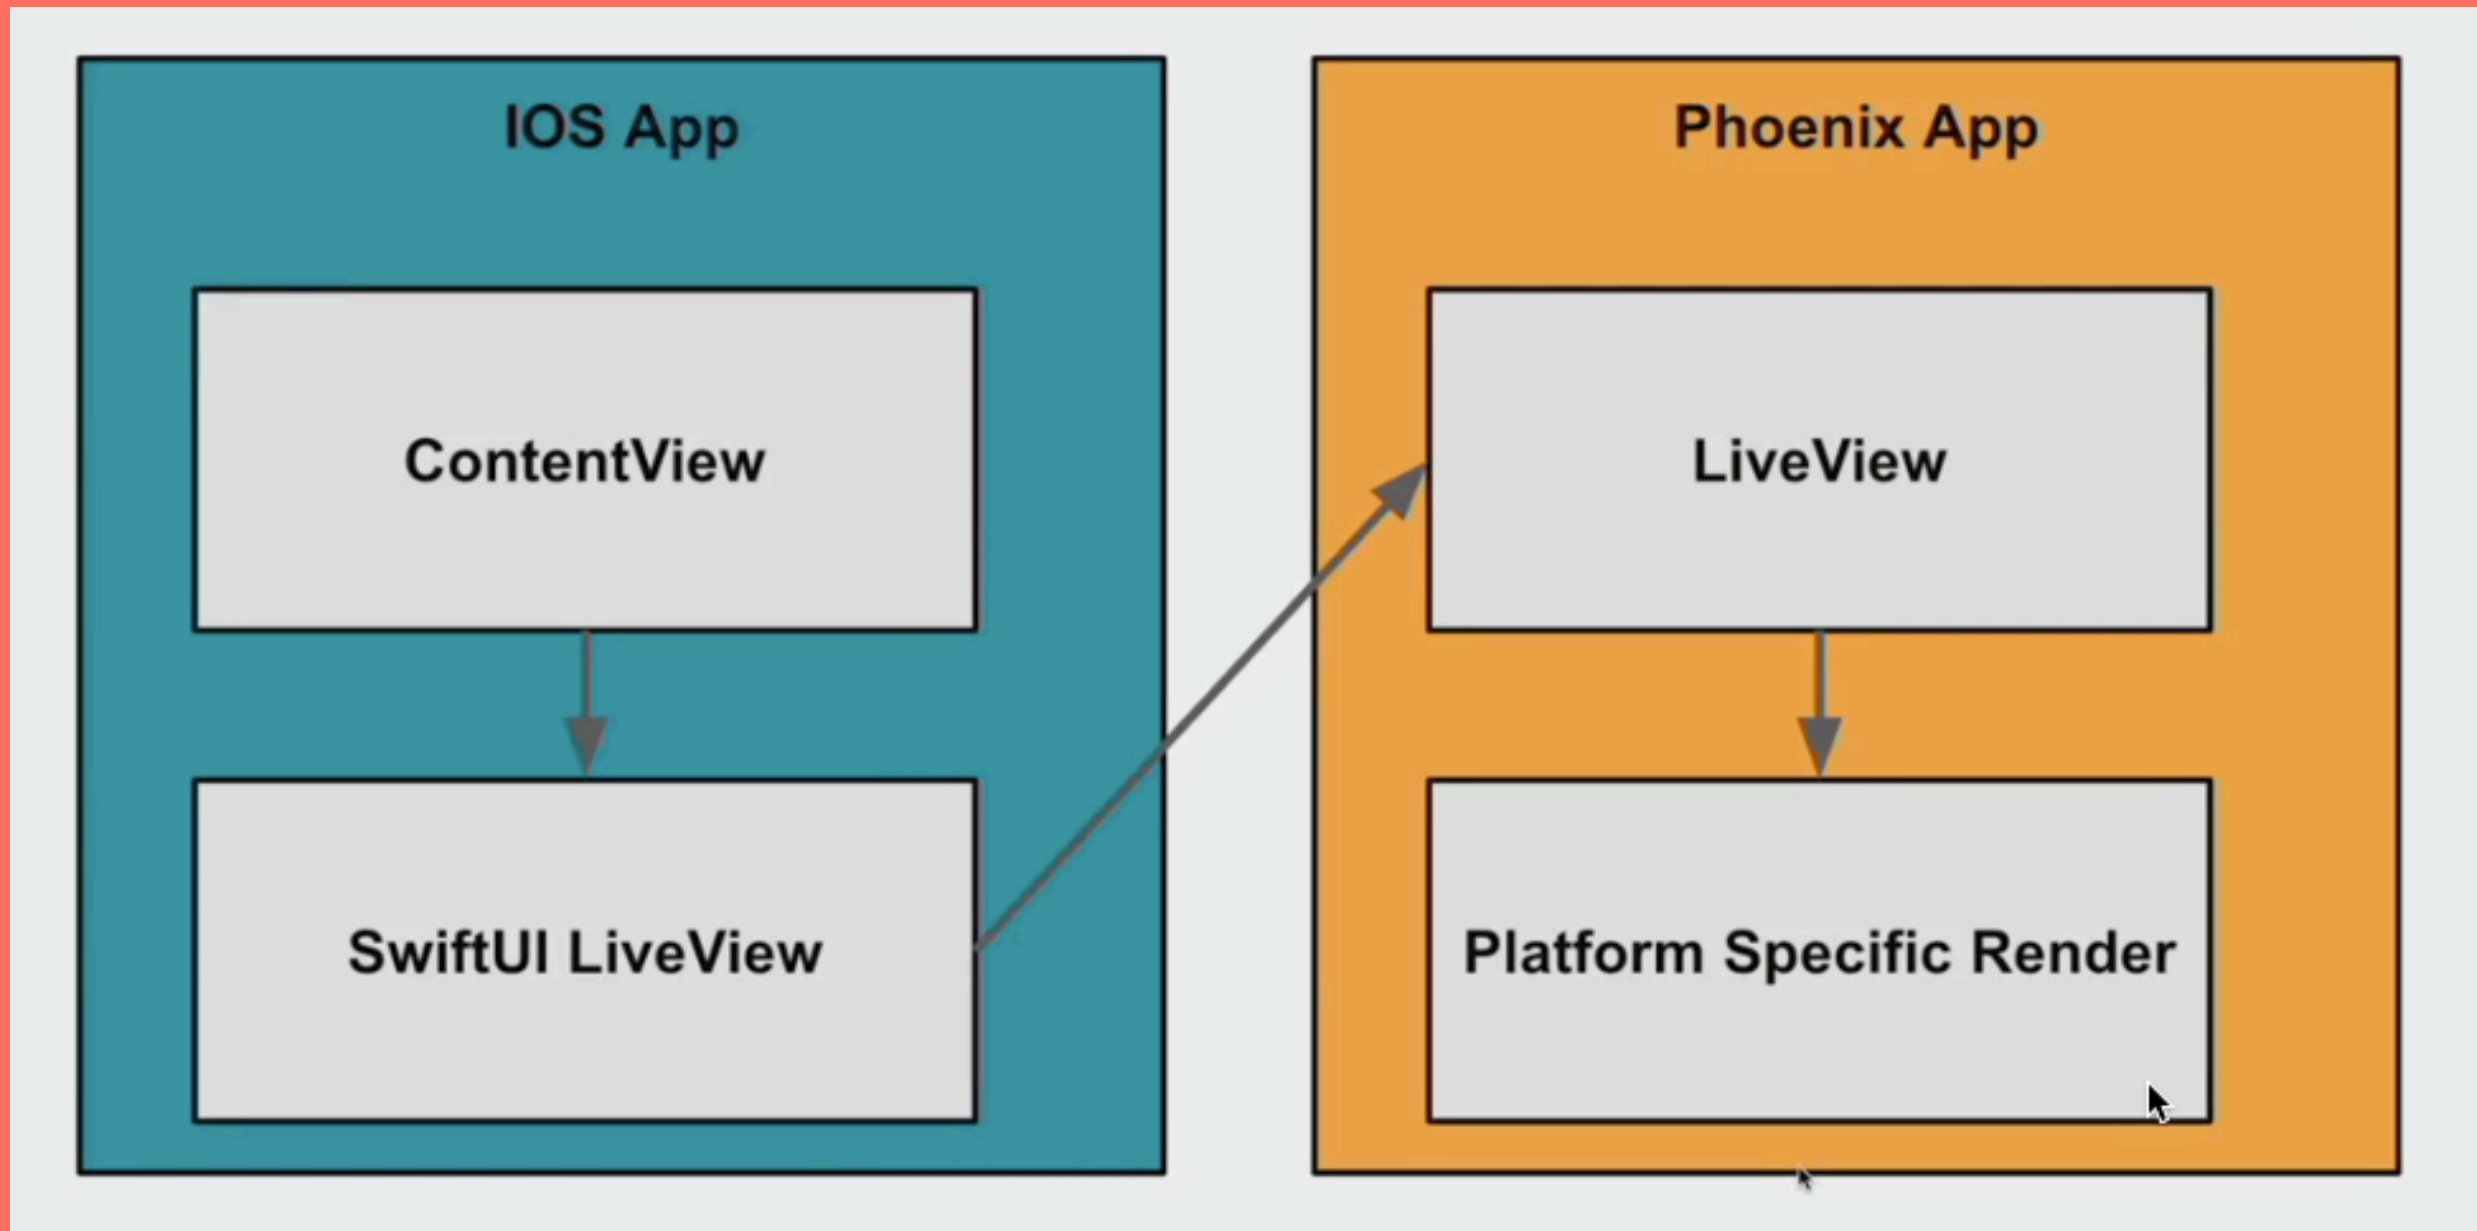 IOS App
ContentView
SwiftUI LiveView
Phoenix App
LiveView
Platform Specific Render